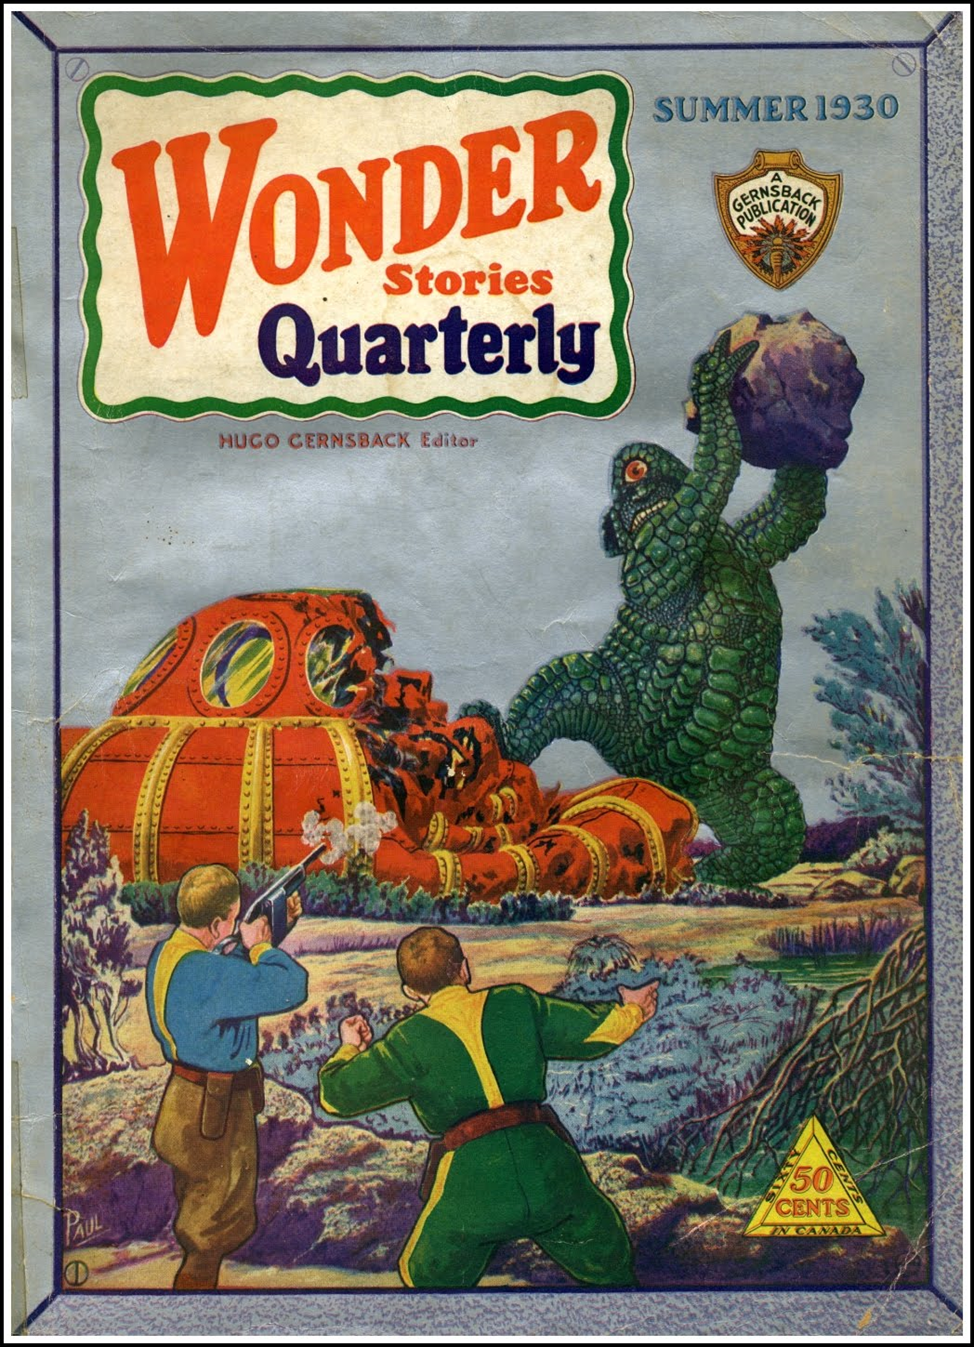 WONDER
Stories
Quarterly
HUGO GERNSBACK Editor
SUMMER 1930
A
GERNSBACK
PUBLICATION
PAUL
50
CENTS
SIXTY CENTS
IN CANADA